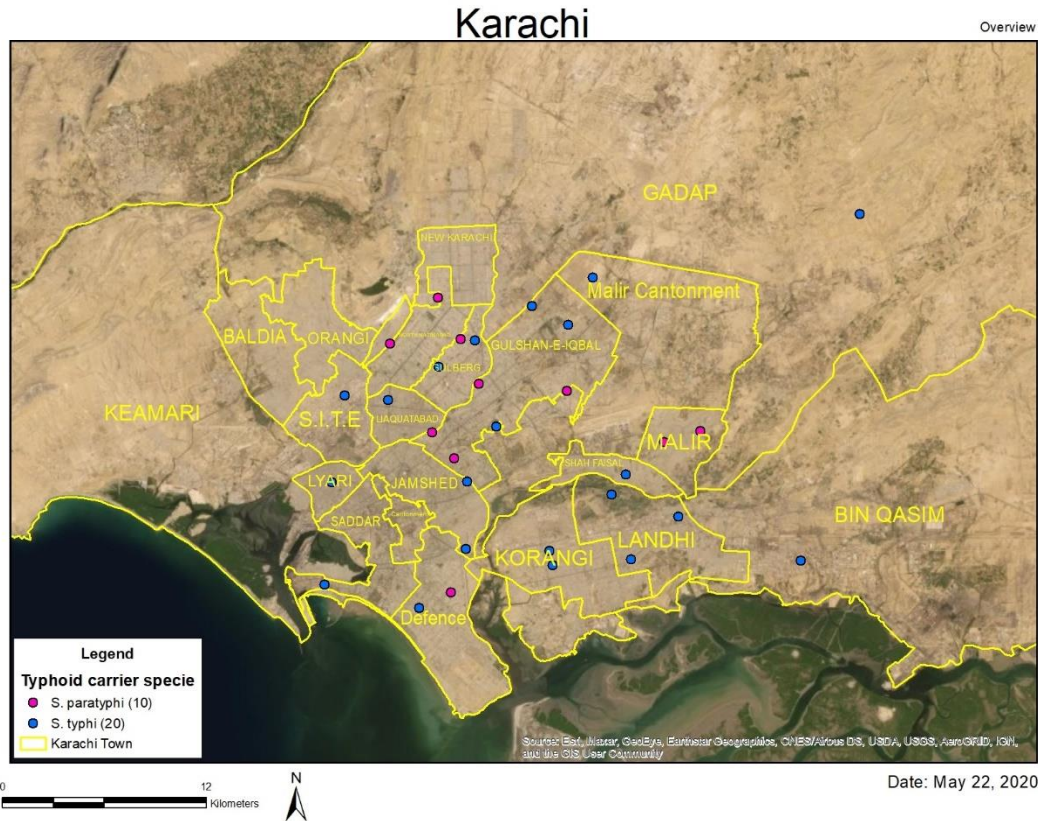 Karachi
Overview
GADAP
NEW KARACHI
Malir Cantonment
BALDIA
ORANGI
GULSHAN-E-IQBAL
GULBERG
KEAMARI
S.I.T.E
LIAQUATABAD
MALIR
SHAH FAISAL
LYARI
JAMSHED
SADDAR
Cantonment
BIN QASIM
LANDHI
KORANGI
Defence
Legend
Typhoid carrier specie
S. paratyphi (10)
S. typhi (20)
Karachi Town
Source: Esri, Maxar, GeoEye, Earthstar Geographics, CNES/Airbus DS, USDA, USGS, AeroGRID, IGN,
and the GIS User Community
0 12
Kilometers
N
Date: May 22, 2020